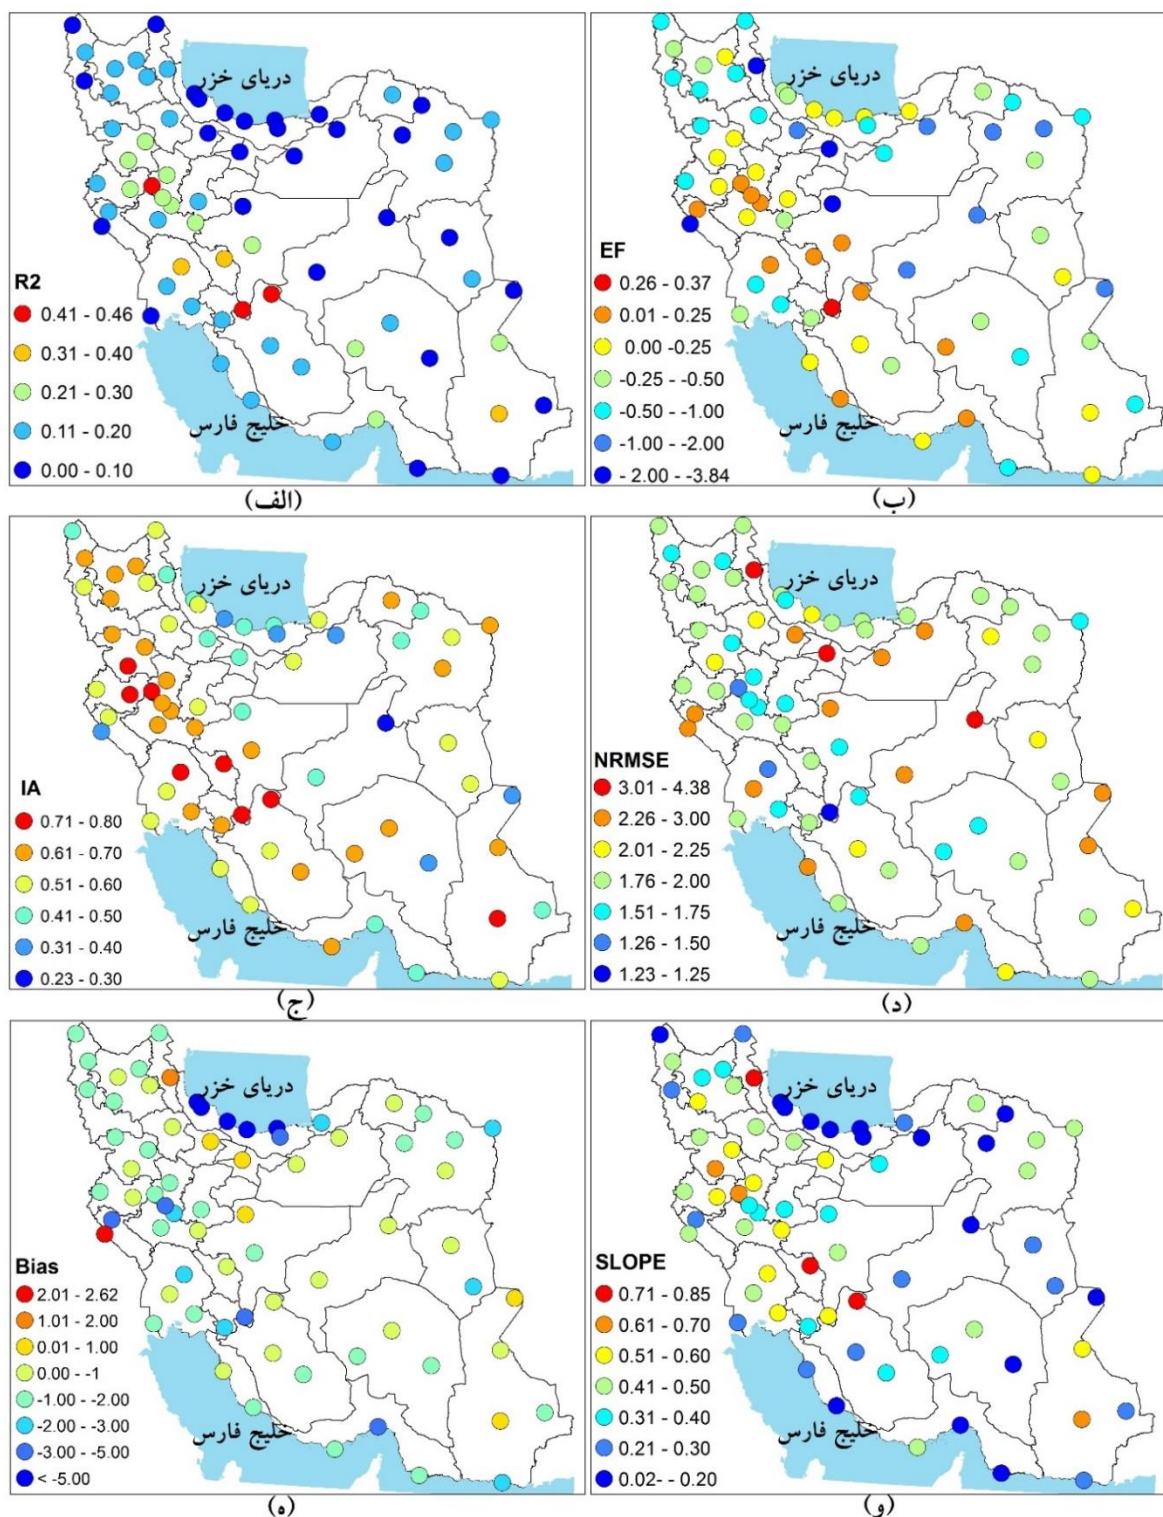 دریای خزر
R2
0.41 - 0.46
0.31 - 0.40
0.21 - 0.30
0.11 - 0.20
0.00 - 0.10
خلیج فارس
(الف)
دریای خزر
EF
0.26 - 0.37
0.01 - 0.25
0.00 -0.25
-0.25 - -0.50
-0.50 - -1.00
-1.00 - -2.00
- 2.00 - -3.84
خلیج فارس
(ب)
دریای خزر
IA
0.71 - 0.80
0.61 - 0.70
0.51 - 0.60
0.41 - 0.50
0.31 - 0.40
0.23 - 0.30
خلیج فارس
(ج)
دریای خزر
NRMSE
3.01 - 4.38
2.26 - 3.00
2.01 - 2.25
1.76 - 2.00
1.51 - 1.75
1.26 - 1.50
1.23 - 1.25
خلیج فارس
(د)
دریای خزر
Bias
2.01 - 2.62
1.01 - 2.00
0.01 - 1.00
0.00 - -1
-1.00 - -2.00
-2.00 - -3.00
-3.00 - -5.00
< -5.00
خلیج فارس
(ه)
دریای خزر
SLOPE
0.71 - 0.85
0.61 - 0.70
0.51 - 0.60
0.41 - 0.50
0.31 - 0.40
0.21 - 0.30
0.02- - 0.20
خلیج فارس
(و)